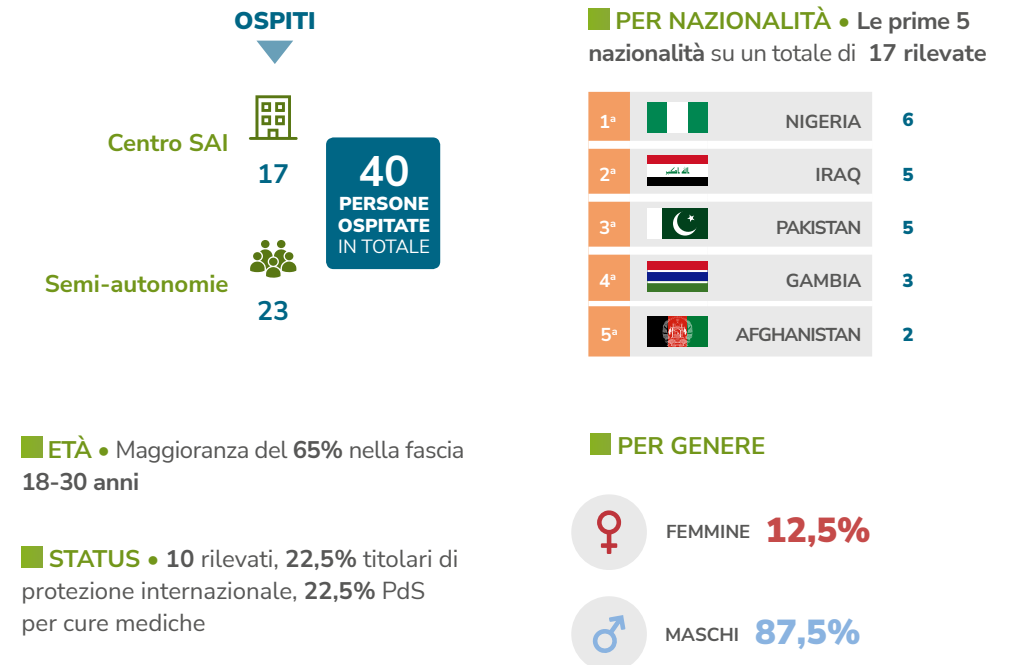 OSPITI
Centro SAI
17
40
PERSONE
OSPITATE
IN TOTALE
Semi-autonomie
23
PER NAZIONALITÀ • Le prime 5
nazionalità su un totale di 17 rilevate
1ª NIGERIA 6
2ª IRAQ 5
3ª PAKISTAN 5
4ª GAMBIA 3
5ª AFGHANISTAN 2
ETÀ • Maggioranza del 65% nella fascia
18-30 anni
STATUS • 10 rilevati, 22,5% titolari di
protezione internazionale, 22,5% PdS
per cure mediche
PER GENERE
FEMMINE 12,5%
MASCHI 87,5%